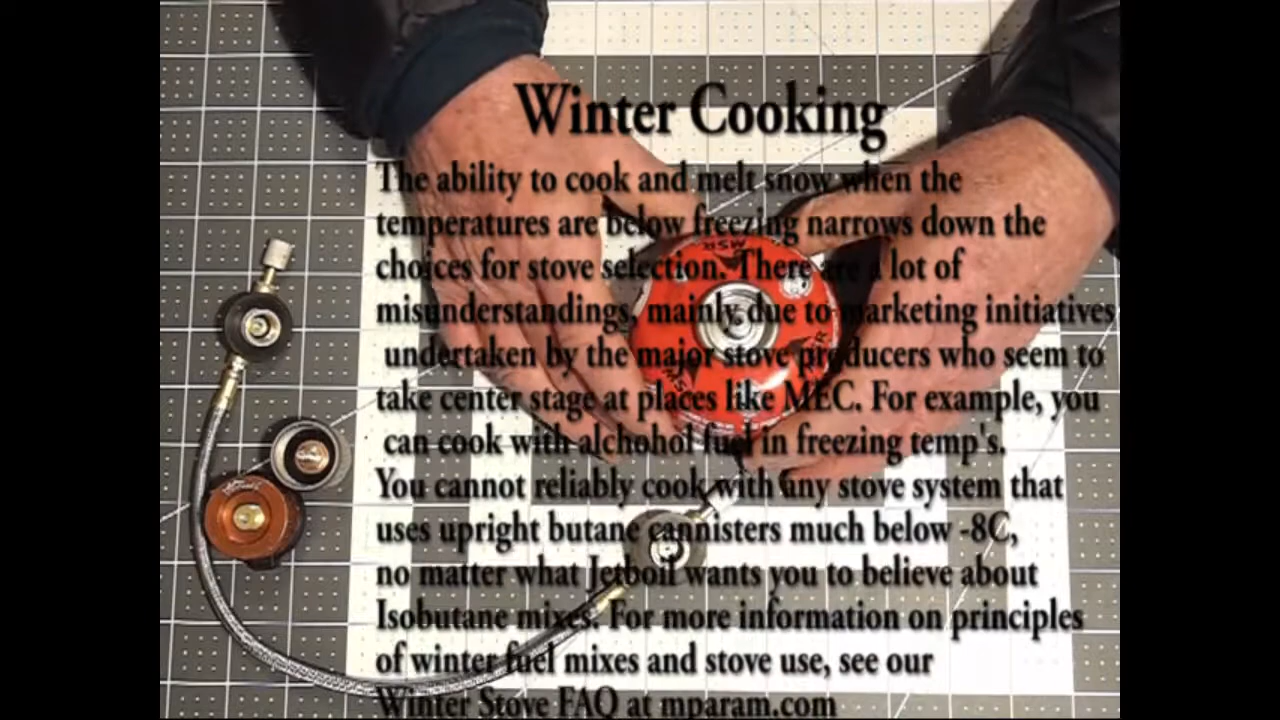 Winter Cooking
The ability to cook and melt snow when the
temperatures are below freezing narrows down the
choices for stove selection. There are a lot of
misunderstandings, mainly due to marketing initiatives
undertaken by the major stove producers who seem to
take center stage at places like MEC. For example, you
can cook with alchohol fuel in freezing temp's.
You cannot reliably cook with any stove system that
uses upright butane cannisters much below -8C,
no matter what Jetboil wants you to believe about
Isobutane mixes. For more information on principles
of winter fuel mixes and stove use, see our
Winter Stove FAQ at mparam.com
MSR